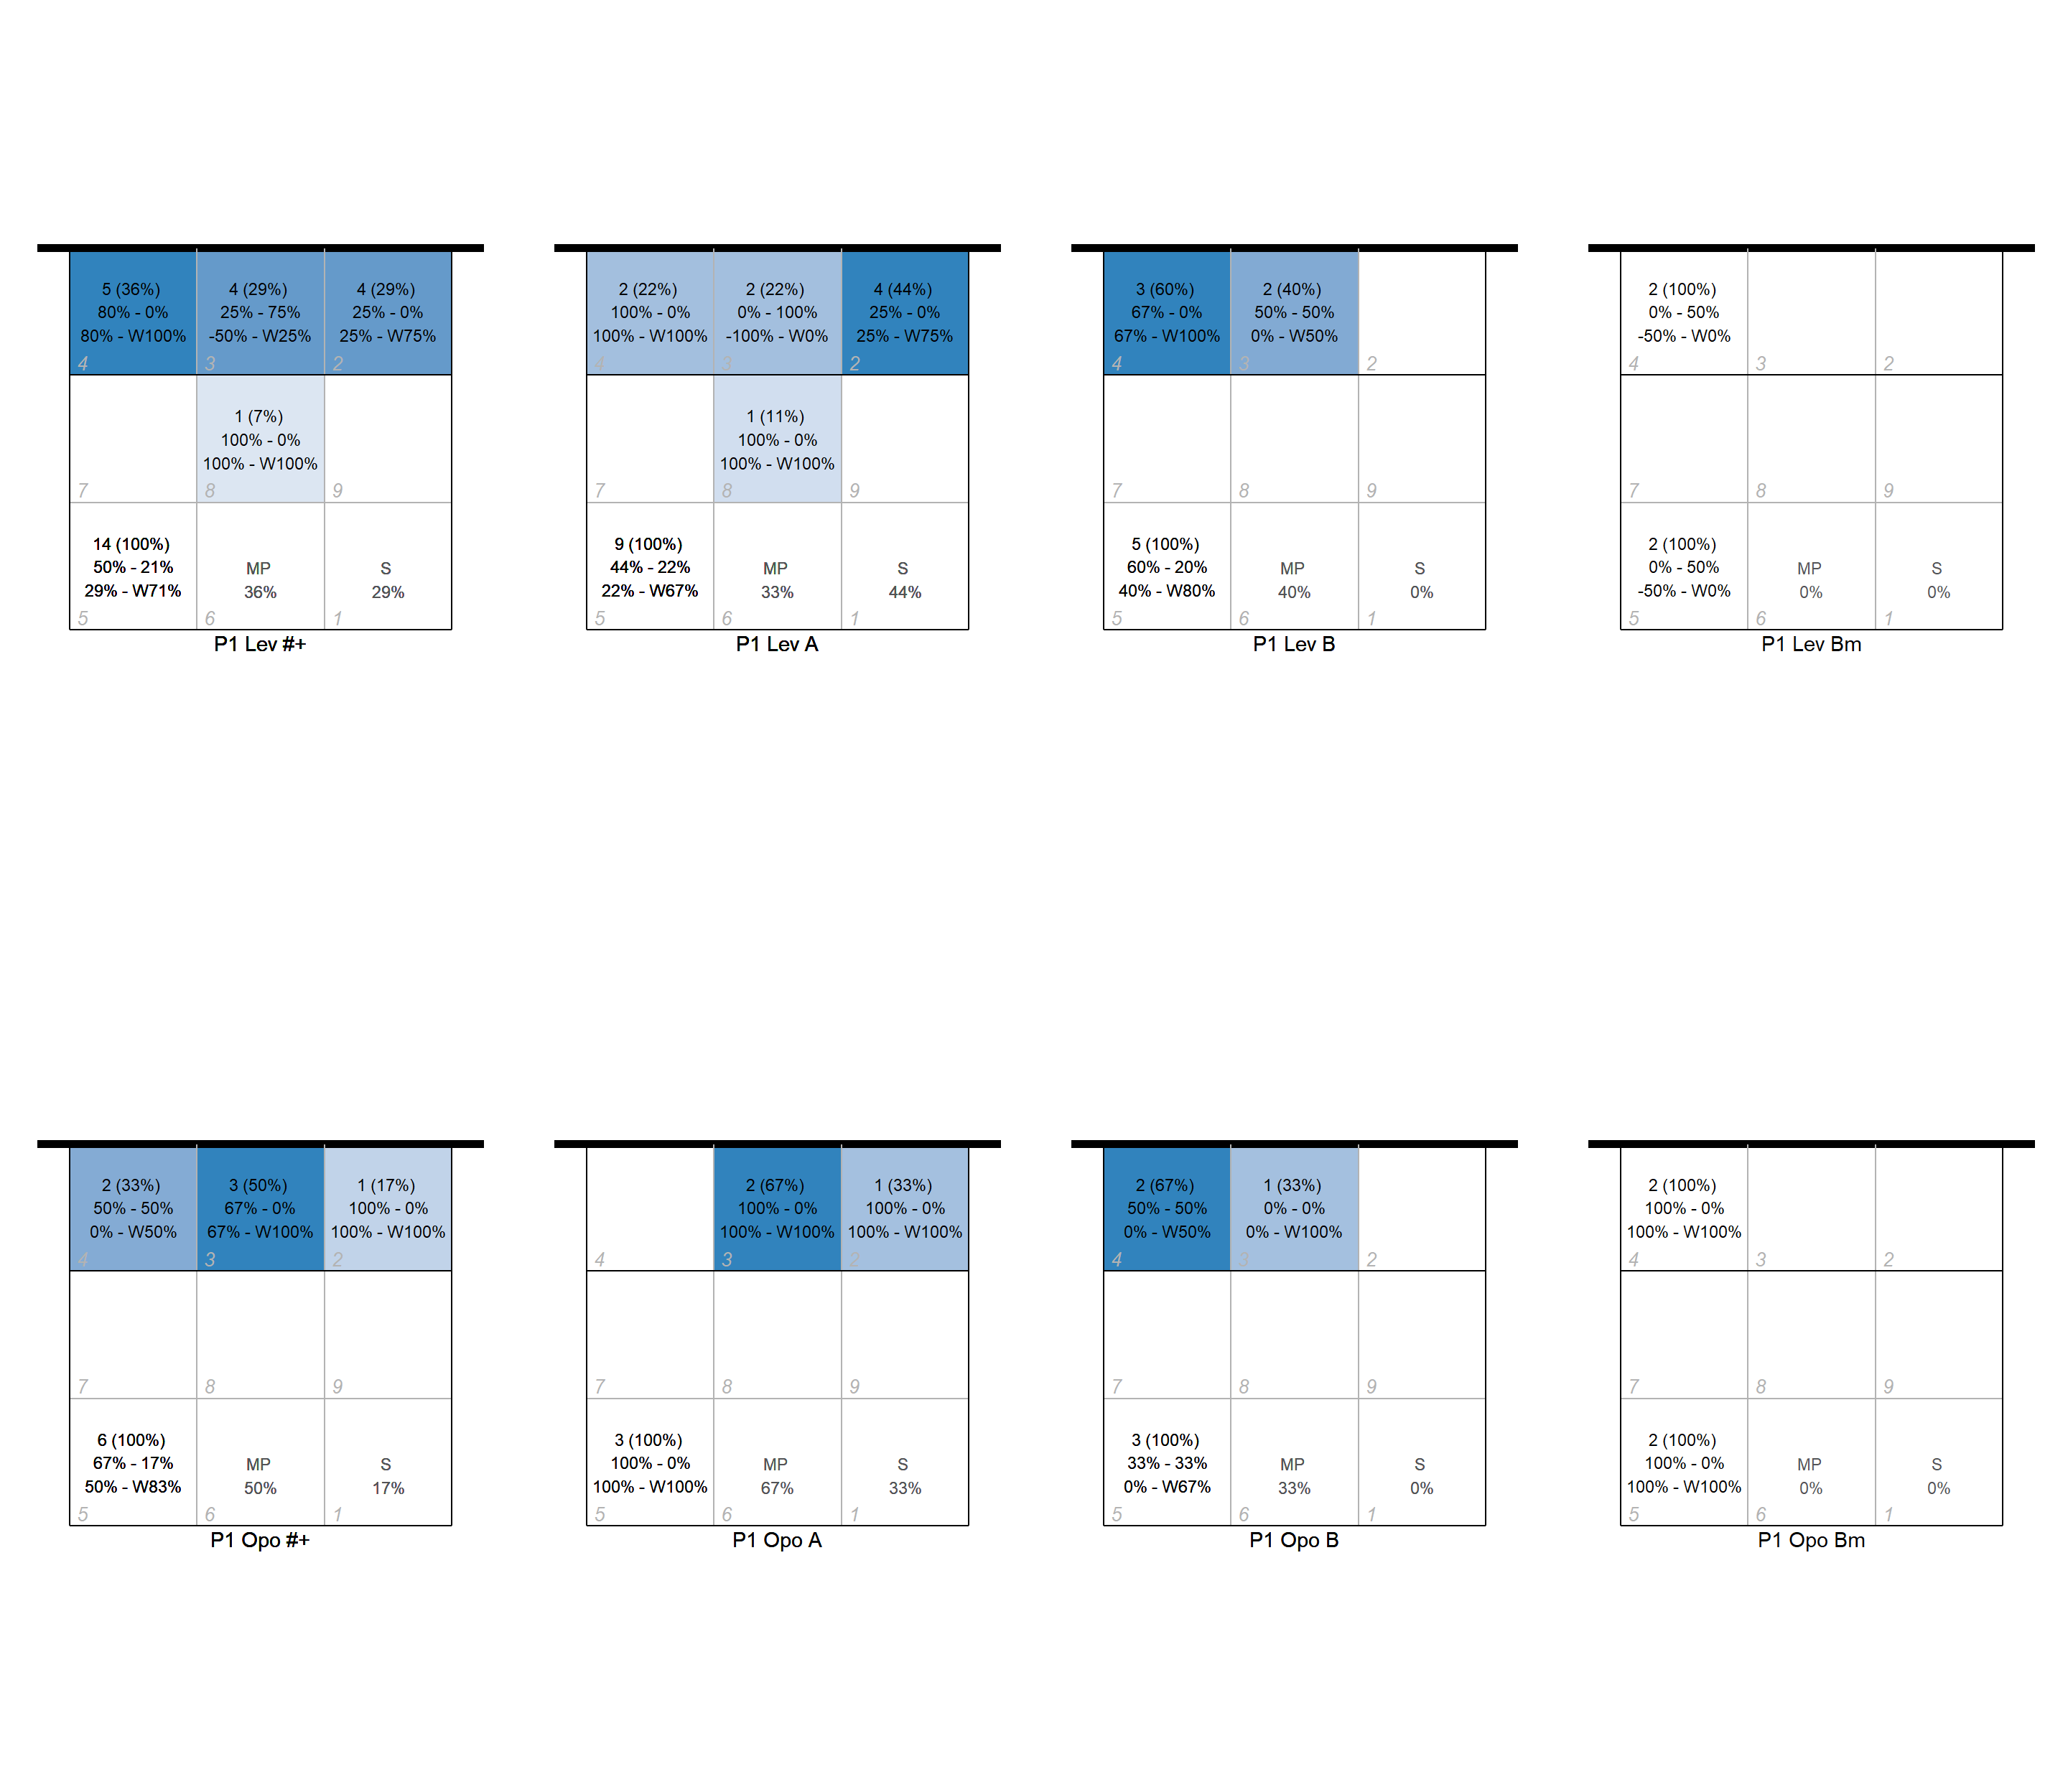 5 (36%)
80% - 0%
80% - W100%
4
4 (29%)
25% - 75%
-50% - W25%
3
4 (29%)
25% - 0%
25% - W75%
2
7
1 (7%)
100% - 0%
100% - W100%
8
9
14 (100%)
50% - 21%
29% - W71%
5
MP
36%
6
S
29%
1
P1 Lev #+
2 (22%)
100% - 0%
100% - W100%
4
2 (22%)
0% - 100%
-100% - W0%
3
4 (44%)
25% - 0%
25% - W75%
2
7
1 (11%)
100% - 0%
100% - W100%
8
9
9 (100%)
44% - 22%
22% - W67%
5
MP
33%
6
S
44%
1
P1 Lev A
3 (60%)
67% - 0%
67% - W100%
4
2 (40%)
50% - 50%
0% - W50%
3
2
7
8
9
5 (100%)
60% - 20%
40% - W80%
5
MP
40%
6
S
0%
1
P1 Lev B
2 (100%)
0% - 50%
-50% - W0%
4
3
2
7
8
9
2 (100%)
0% - 50%
-50% - W0%
5
MP
0%
6
S
0%
1
P1 Lev Bm
2 (33%)
50% - 50%
0% - W50%
4
3 (50%)
67% - 0%
67% - W100%
3
1 (17%)
100% - 0%
100% - W100%
2
7
8
9
6 (100%)
67% - 17%
50% - W83%
5
MP
50%
6
S
17%
1
P1 Opo #+
4
2 (67%)
100% - 0%
100% - W100%
3
1 (33%)
100% - 0%
100% - W100%
2
7
8
9
3 (100%)
100% - 0%
100% - W100%
5
MP
67%
6
S
33%
1
P1 Opo A
2 (67%)
50% - 50%
0% - W50%
4
1 (33%)
0% - 0%
0% - W100%
3
2
7
8
9
3 (100%)
33% - 33%
0% - W67%
5
MP
33%
6
S
0%
1
P1 Opo B
2 (100%)
100% - 0%
100% - W100%
4
3
2
7
8
9
2 (100%)
100% - 0%
100% - W100%
5
MP
0%
6
S
0%
1
P1 Opo Bm